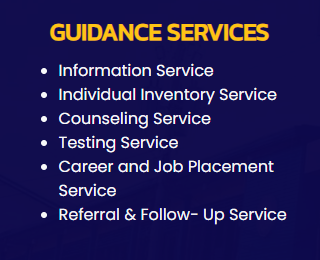 GUIDANCE SERVICES
• Information Service
• Individual Inventory Service
• Counseling Service
• Testing Service
• Career and Job Placement
Service
• Referral & Follow- Up Service